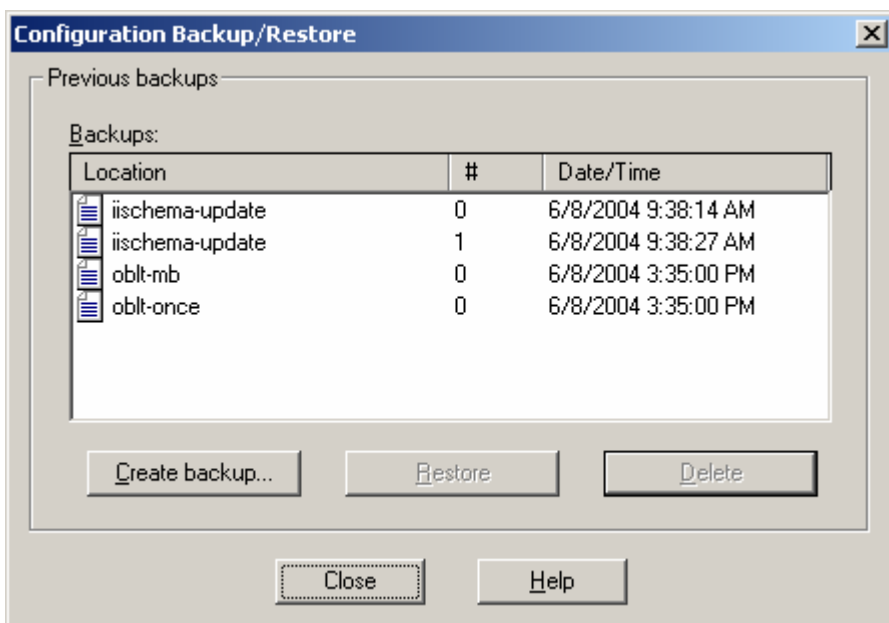 Configuration Backup/Restore
Previous backups
Backups:
Location # Date/Time
iischema-update 0 6/8/2004 9:38:14 AM
iischema-update 1 6/8/2004 9:38:27 AM
oblt-mb 0 6/8/2004 3:35:00 PM
oblt-once 0 6/8/2004 3:35:00 PM
Create backup... Restore Delete
Close Help